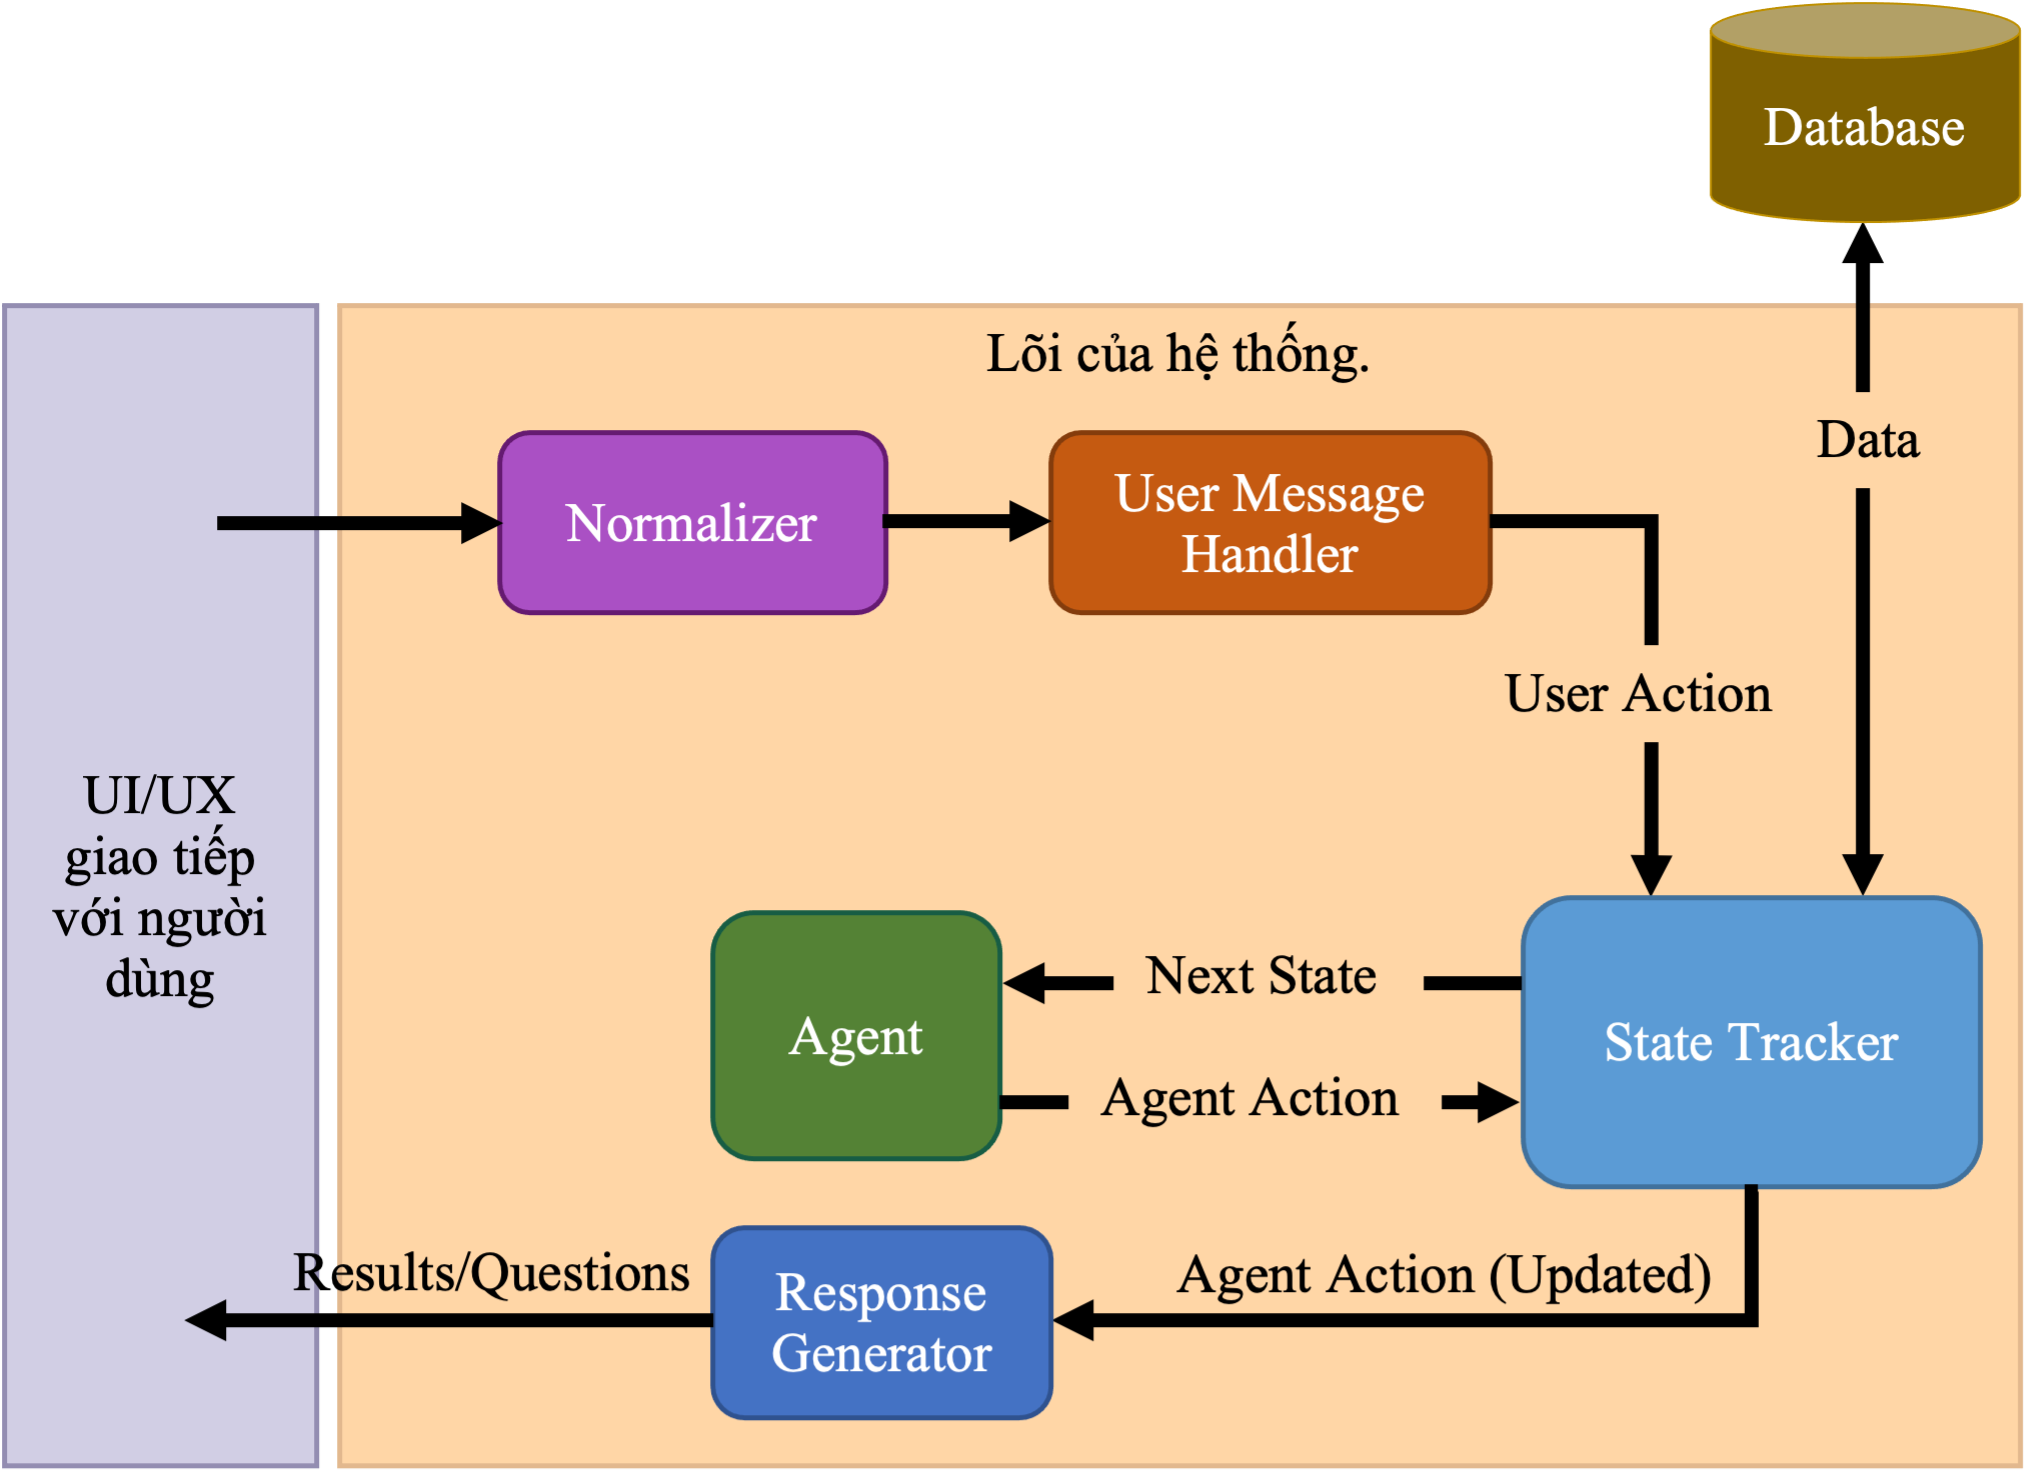 Database
Lõi của hệ thống.
Data
Normalizer
User Message
Handler
User Action
UI/UX
giao tiếp
với người
dùng
Next State
Agent
State Tracker
Agent Action
Results/Questions
Response
Generator
Agent Action (Updated)